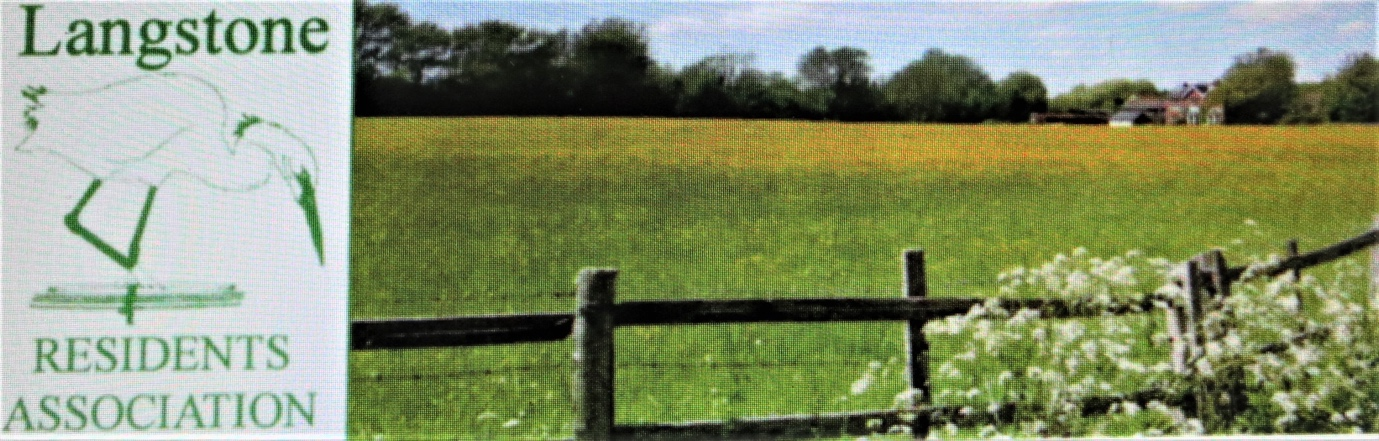 Langstone
RESIDENTS
ASSOCIATION